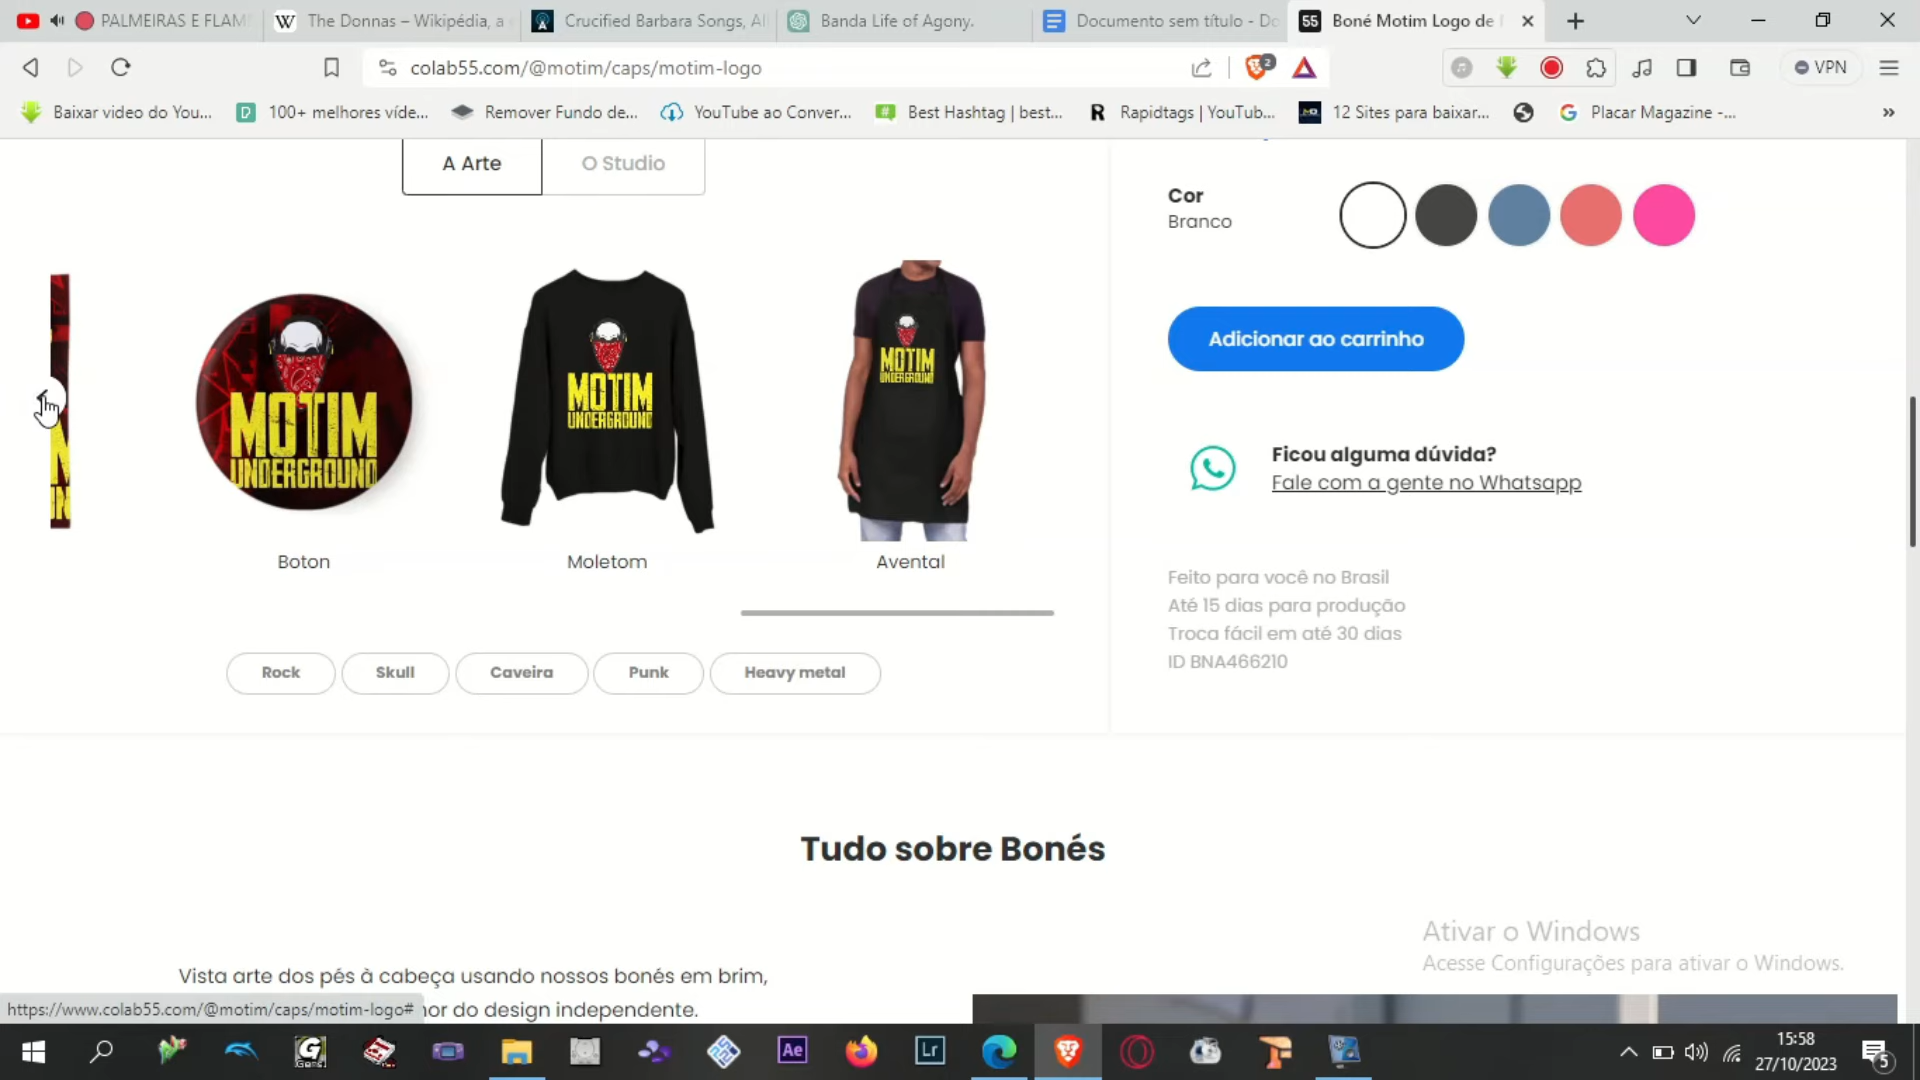 PALMEIRAS E FLAM
The Donnas – Wikipédia, a
Crucified Barbara Songs, Al
Banda Life of Agony.
Documento sem título - Do
55 Boné Motim Logo de
colab55.com/@motim/caps/motim-logo
2
VPN
Baixar video do You...
100+ melhores víde...
Remover Fundo de...
YouTube ao Conver...
Best Hashtag | best...
Rapidtags | YouTub...
12 Sites para baixar...
Placar Magazine -...
A Arte
O Studio
Cor
Branco
Adicionar ao carrinho
Ficou alguma dúvida?
Fale com a gente no Whatsapp
Feito para você no Brasil
Até 15 dias para produção
Troca fácil em até 30 dias
ID BNA466210
MOTIM
UNDERGROUND
MOTIM
UNDERGROUND
MOTIM
UNDERGROUND
Boton
Moletom
Avental
Rock
Skull
Caveira
Punk
Heavy metal
Tudo sobre Bonés
Vista arte dos pés à cabeça usando nossos bonés em brim,
or do design independente.
Ativar o Windows
Acesse Configurações para ativar o Windows.
https://www.colab55.com/@motim/caps/motim-logo#
Ae
Lr
15:58
27/10/2023
5